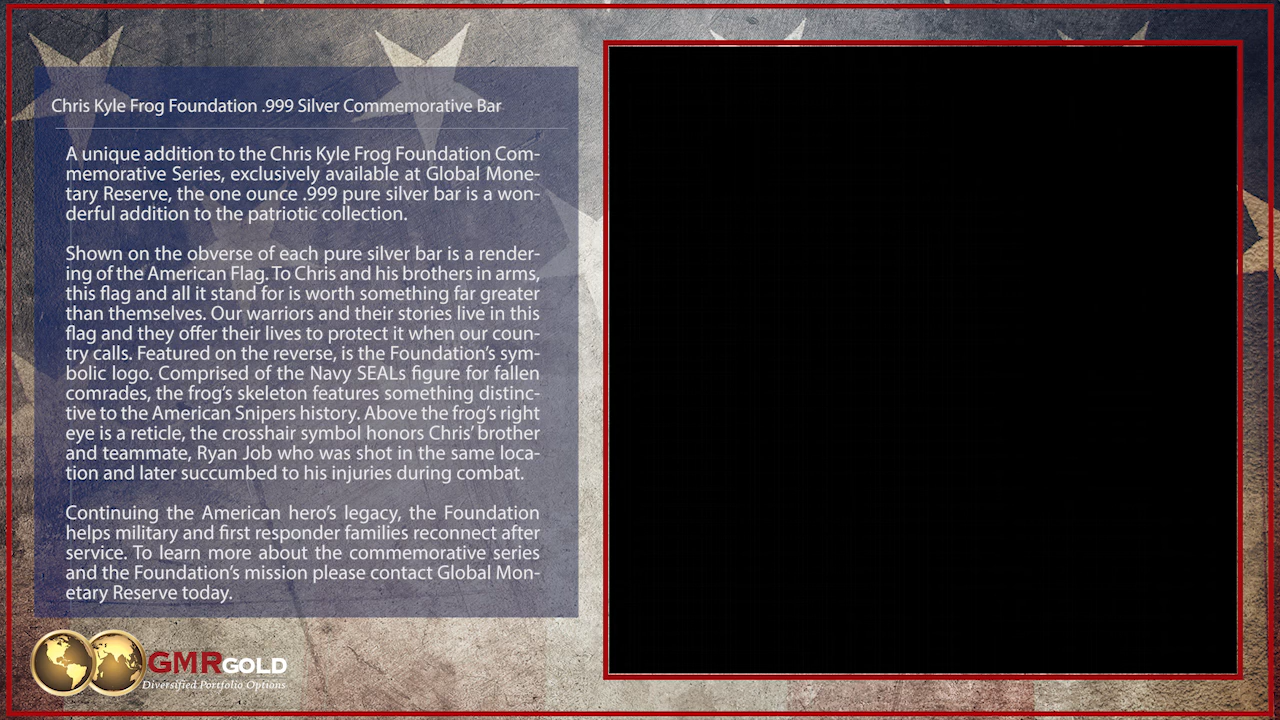 Chris Kyle Frog Foundation .999 Silver Commemorative Bar
A unique addition to the Chris Kyle Frog Foundation Com-
memorative Series, exclusively available at Global Mone-
tary Reserve, the one ounce .999 pure silver bar is a won-
derful addition to the patriotic collection.
Shown on the obverse of each pure silver bar is a render-
ing of the American Flag. To Chris and his brothers in arms,
this flag and all it stand for is worth something far greater
than themselves. Our warriors and their stories live in this
flag and they offer their lives to protect it when our coun-
try calls. Featured on the reverse, is the Foundation's sym-
bolic logo. Comprised of the Navy SEALs figure for fallen
comrades, the frog's skeleton features something distinc-
tive to the American Snipers history. Above the frog's right
eye is a reticle, the crosshair symbol honors Chris' brother
and teammate, Ryan Job who was shot in the same loca-
tion and later succumbed to his injuries during combat.
Continuing the American hero's legacy, the Foundation
helps military and first responder families reconnect after
service. To learn more about the commemorative series
and the Foundation's mission please contact Global Mon-
etary Reserve today.
GMRGOLD
Diversified Portfolio Options